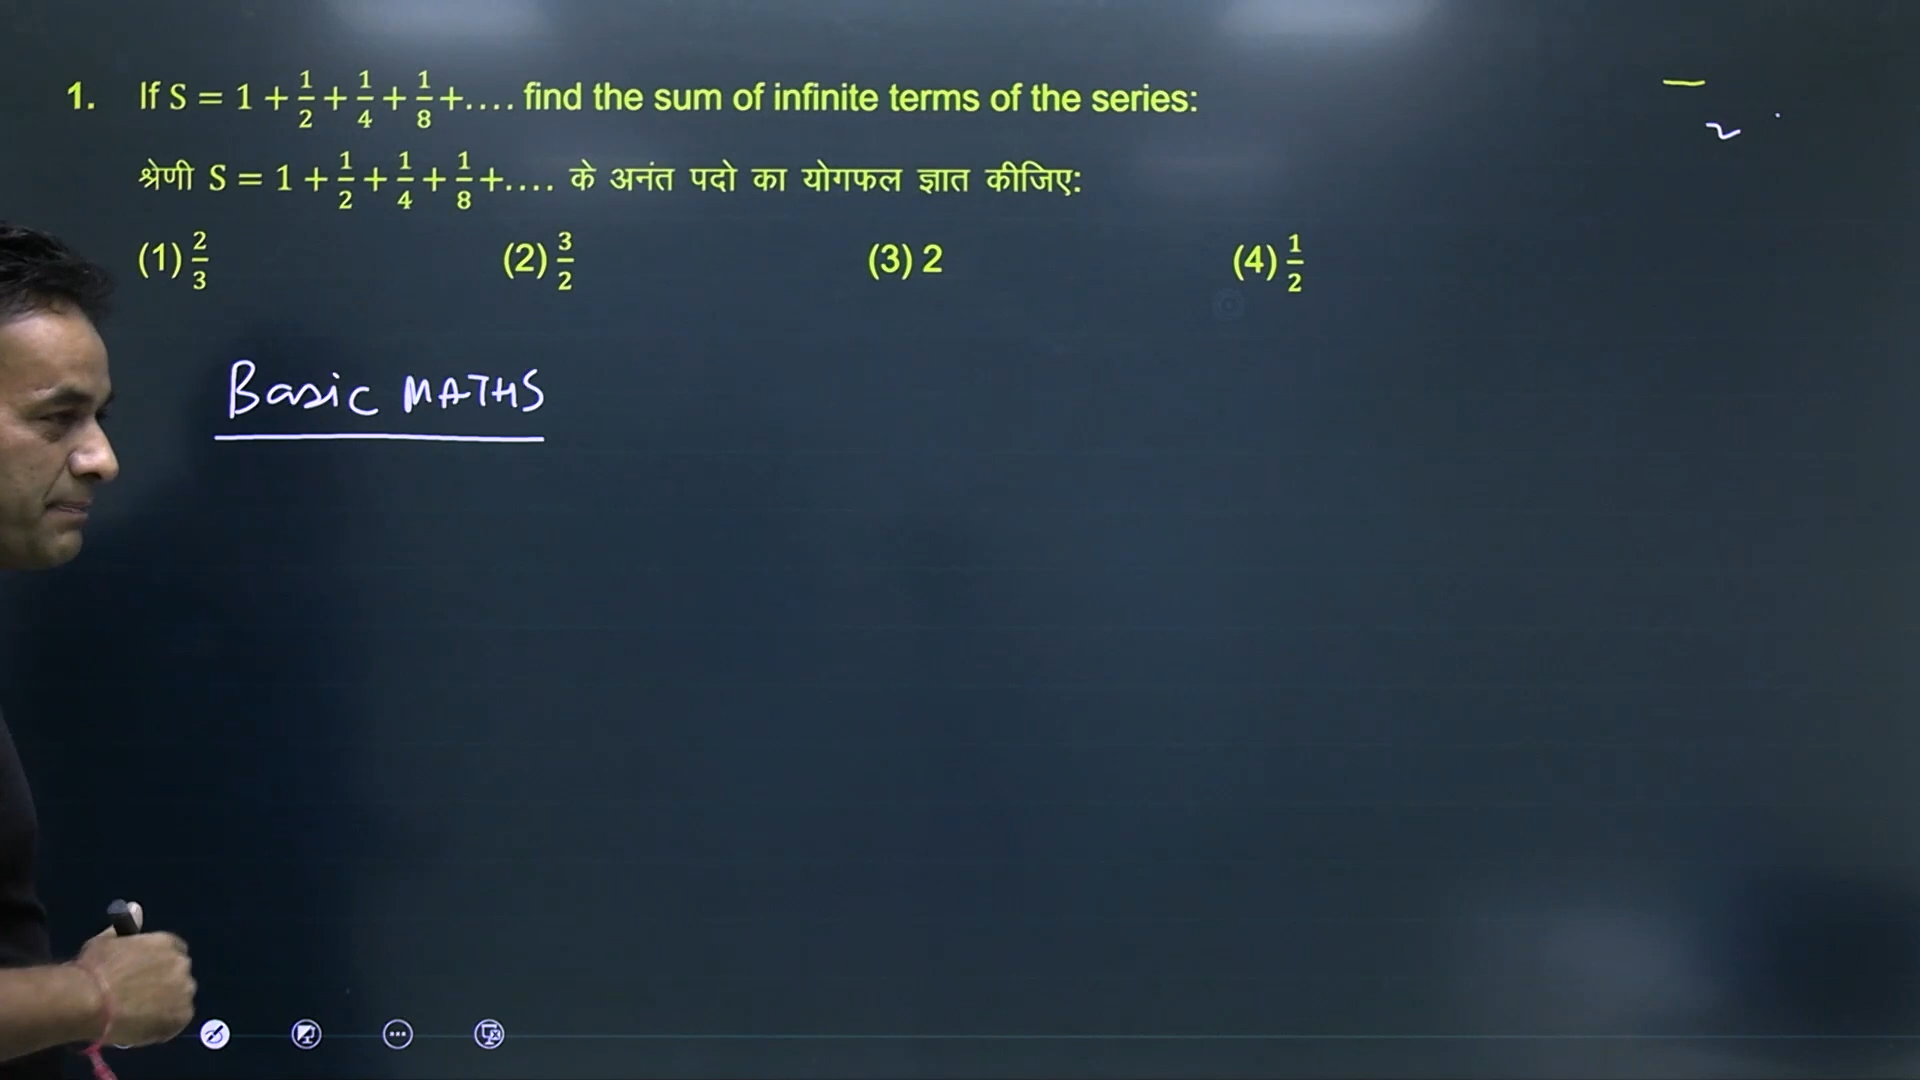 1. If S = 1 + 1/2 + 1/4 + 1/8 +.... find the sum of infinite terms of the series:
श्रेणी S = 1 + 1/2 + 1/4 + 1/8 +.... के अनंत पदो का योगफल ज्ञात कीजिए:
(1) 2/3 (2) 3/2 (3) 2 (4) 1/2
Basic MATHS